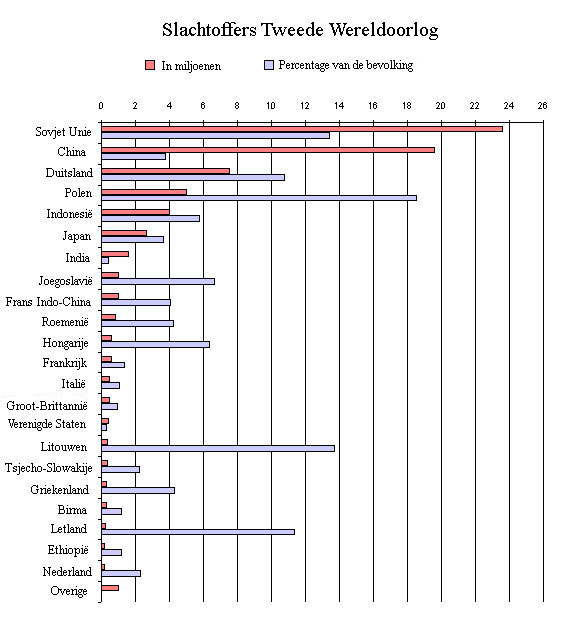 Slachtoffers Tweede Wereldoorlog
In miljoenen Percentage van de bevolking
0 2 4 6 8 10 12 14 16 18 20 22 24 26
Sovjet Unie
China
Duitsland
Polen
Indonesië
Japan
India
Joegoslavië
Frans Indo-China
Roemenië
Hongarije
Frankrijk
Italië
Groot-Brittannië
Verenigde Staten
Litouwen
Tsjecho-Slowakije
Griekenland
Birma
Letland
Ethiopië
Nederland
Overige